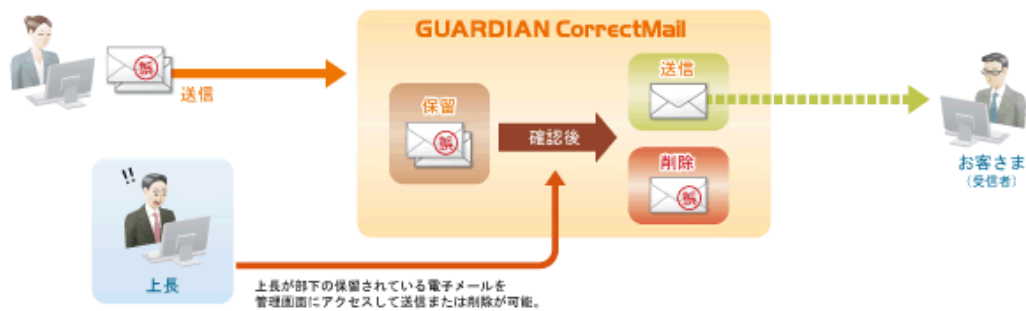 GUARDIAN CorrectMail
誤
送信
保留
誤
確認後
送信
削除
誤
お客さま
(受信者)
!!
上長
上長が部下の保留されている電子メールを
管理画面にアクセスして送信または削除が可能。